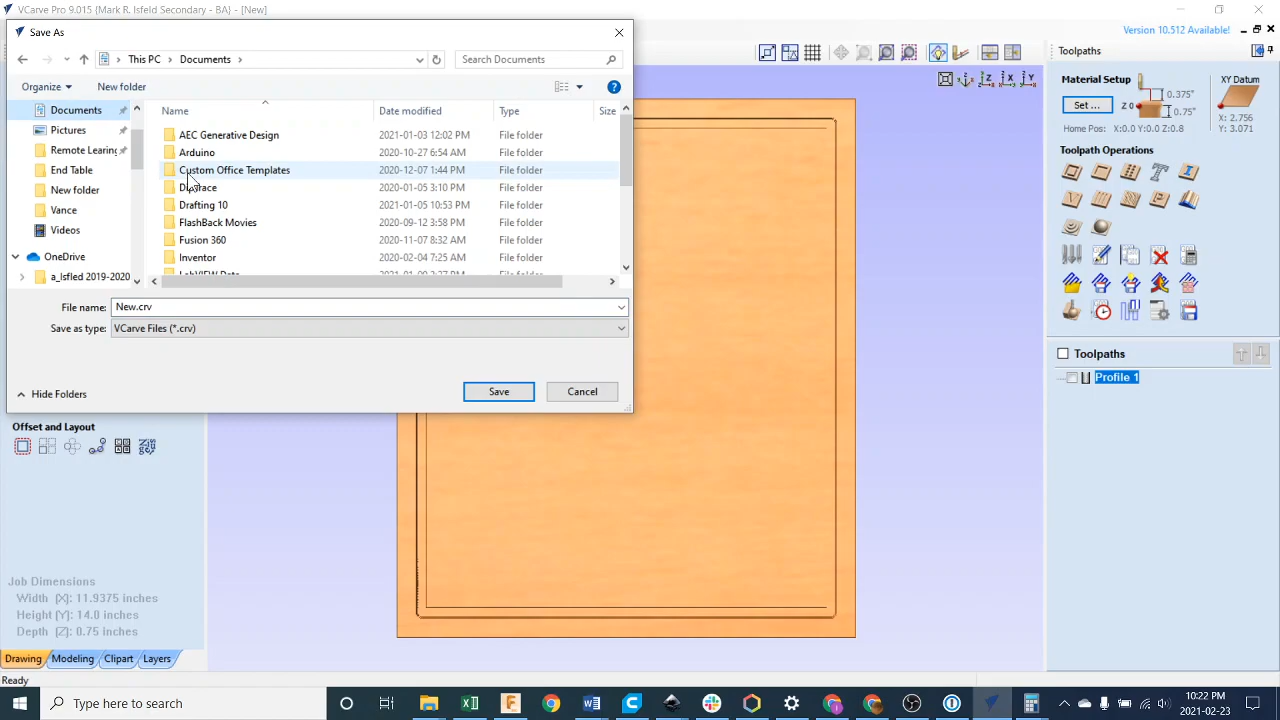 VCarve Pro 9.015 {Mark R. Isfeld Secondary - BA} - [New]
Version 10.512 Available!
Save As
This PC > Documents >
Search Documents
Organize
New folder
Documents
Pictures
Remote Learing
End Table
New folder
Vance
Videos
OneDrive
a_Isfled 2019-2020
Name
Date modified
Type
Size
AEC Generative Design 2021-01-03 12:02 PM File folder
Arduino 2020-10-27 6:54 AM File folder
Custom Office Templates 2020-12-07 1:44 PM File folder
2020-01-05 3:10 PM File folder
Drafting 10 2021-01-05 10:53 PM File folder
FlashBack Movies 2020-09-12 3:58 PM File folder
Fusion 360 2020-11-07 8:32 AM File folder
Inventor 2020-02-04 7:25 AM File folder
File name: New.crv
Save as type: VCarve Files (*.crv)
Hide Folders
Save
Cancel
Offset and Layout
Job Dimensions
Width (X): 11.9375 inches
Height (Y): 14.0 inches
Depth (Z): 0.75 inches
Drawing Modeling Clipart Layers
Ready
Toolpaths
Material Setup
XY Datum
Set ...
Z 0
0.375"
0.75"
X: 2.756
Y: 3.071
Home Pos: X:0.0 Y:0.0 Z:0.8
Toolpath Operations
Toolpaths
Profile 1
Type here to search
10:22 PM
2021-02-23